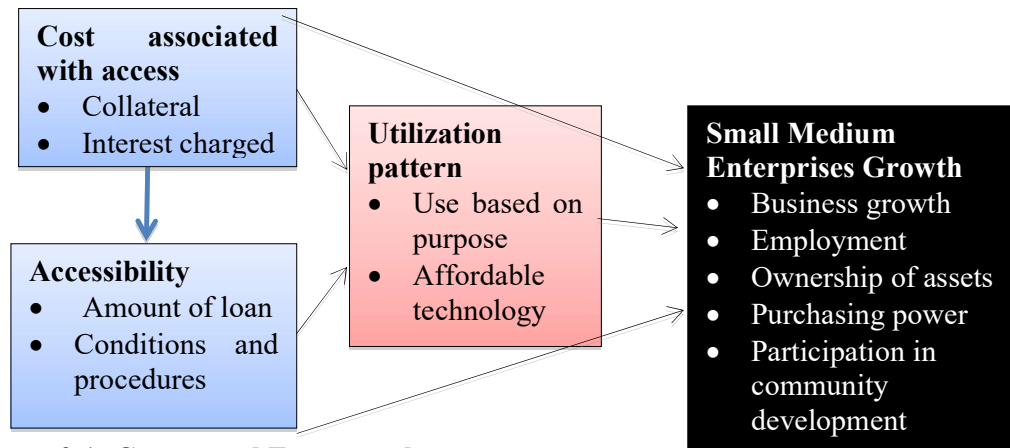 Cost associated
with access
• Collateral
• Interest charged
Accessibility
• Amount of loan
• Conditions and
procedures
Utilization
pattern
• Use based on
purpose
• Affordable
technology
Small Medium
Enterprises Growth
• Business growth
• Employment
• Ownership of assets
• Purchasing power
• Participation in
community
development